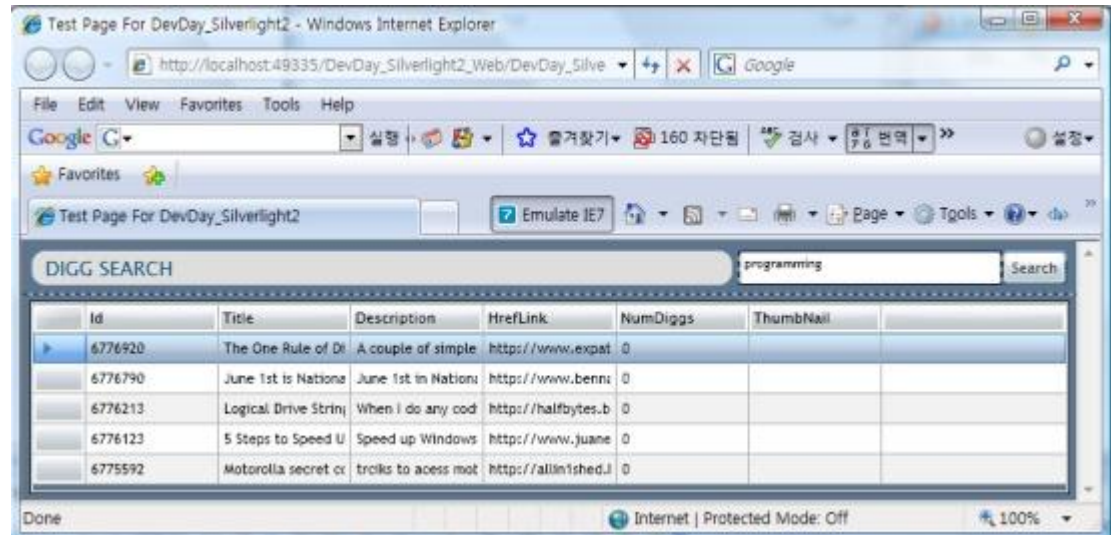 Test Page For DevDay_Silverlight2 - Windows Internet Explorer
http://localhost:49335/DevDay_Silverlight2_Web/DevDay_Silve Google
File Edit View Favorites Tools Help
Google G 실행 즐겨찾기 160 차단됨 검사 번역 » 설정
Favorites
Test Page For DevDay_Silverlight2 Emulate IE7 Page Tools »
DIGG SEARCH programming Search
Id Title Description HrefLink NumDiggs ThumbNail
6776920 The One Rule of A couple of simple http://www.expat 0
6776790 June 1st is Nationa June 1st in Nationa http://www.benna 0
6776213 Logical Drive String When I do any cod http://halfbytes.b 0
6776123 5 Steps to Speed U Speed up Windows http://www.juane 0
6775592 Motorolla secret co trciks to acess mot http://allin1shed. 0
Done Internet | Protected Mode: Off 100%